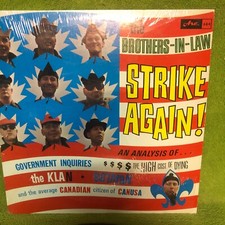 BROTHERS-IN-LAW
STRIKE
AGAIN!
AN ANALYSIS OF...
GOVERNMENT INQUIRIES
$ $ $ $ THE HIGH COST OF DYING
the KLAN
and the average CANADIAN citizen of CANUSA